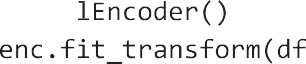 lEncoder()
enc.fit_transform(df